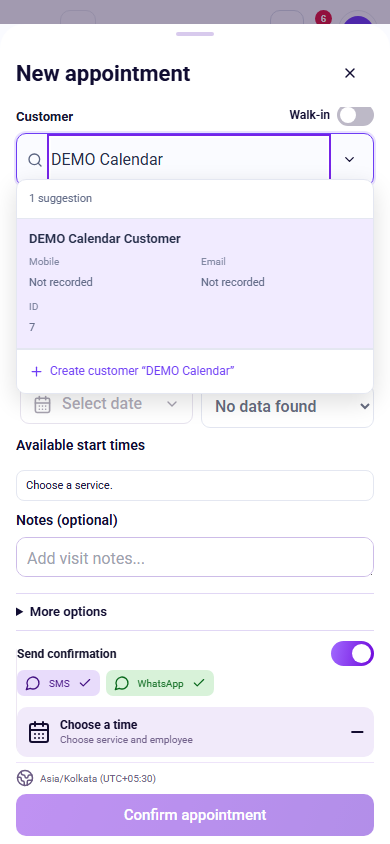 6
New appointment
Customer
Walk-in
DEMO Calendar
1 suggestion
DEMO Calendar Customer
Mobile
Email
Not recorded
Not recorded
ID
7
Create customer “DEMO Calendar”
Select date
No data found
Available start times
Choose a service.
Notes (optional)
Add visit notes...
More options
Send confirmation
SMS
WhatsApp
Choose a time
Choose service and employee
Asia/Kolkata (UTC+05:30)
Confirm appointment